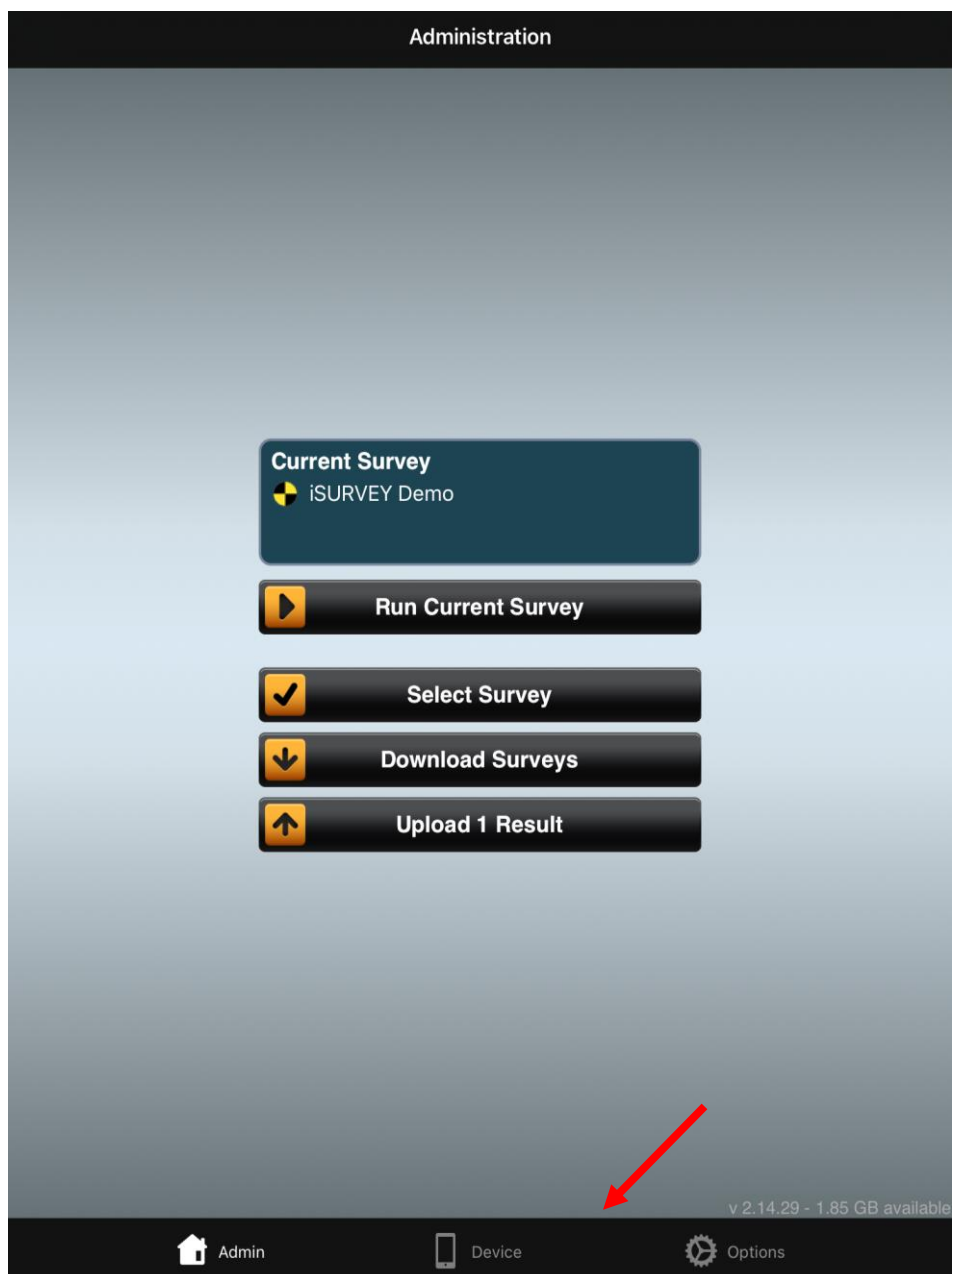 Administration
Current Survey
iSURVEY Demo
Run Current Survey
Select Survey
Download Surveys
Upload 1 Result
v 2.14.29 - 1.85 GB available
Admin
Device
Options